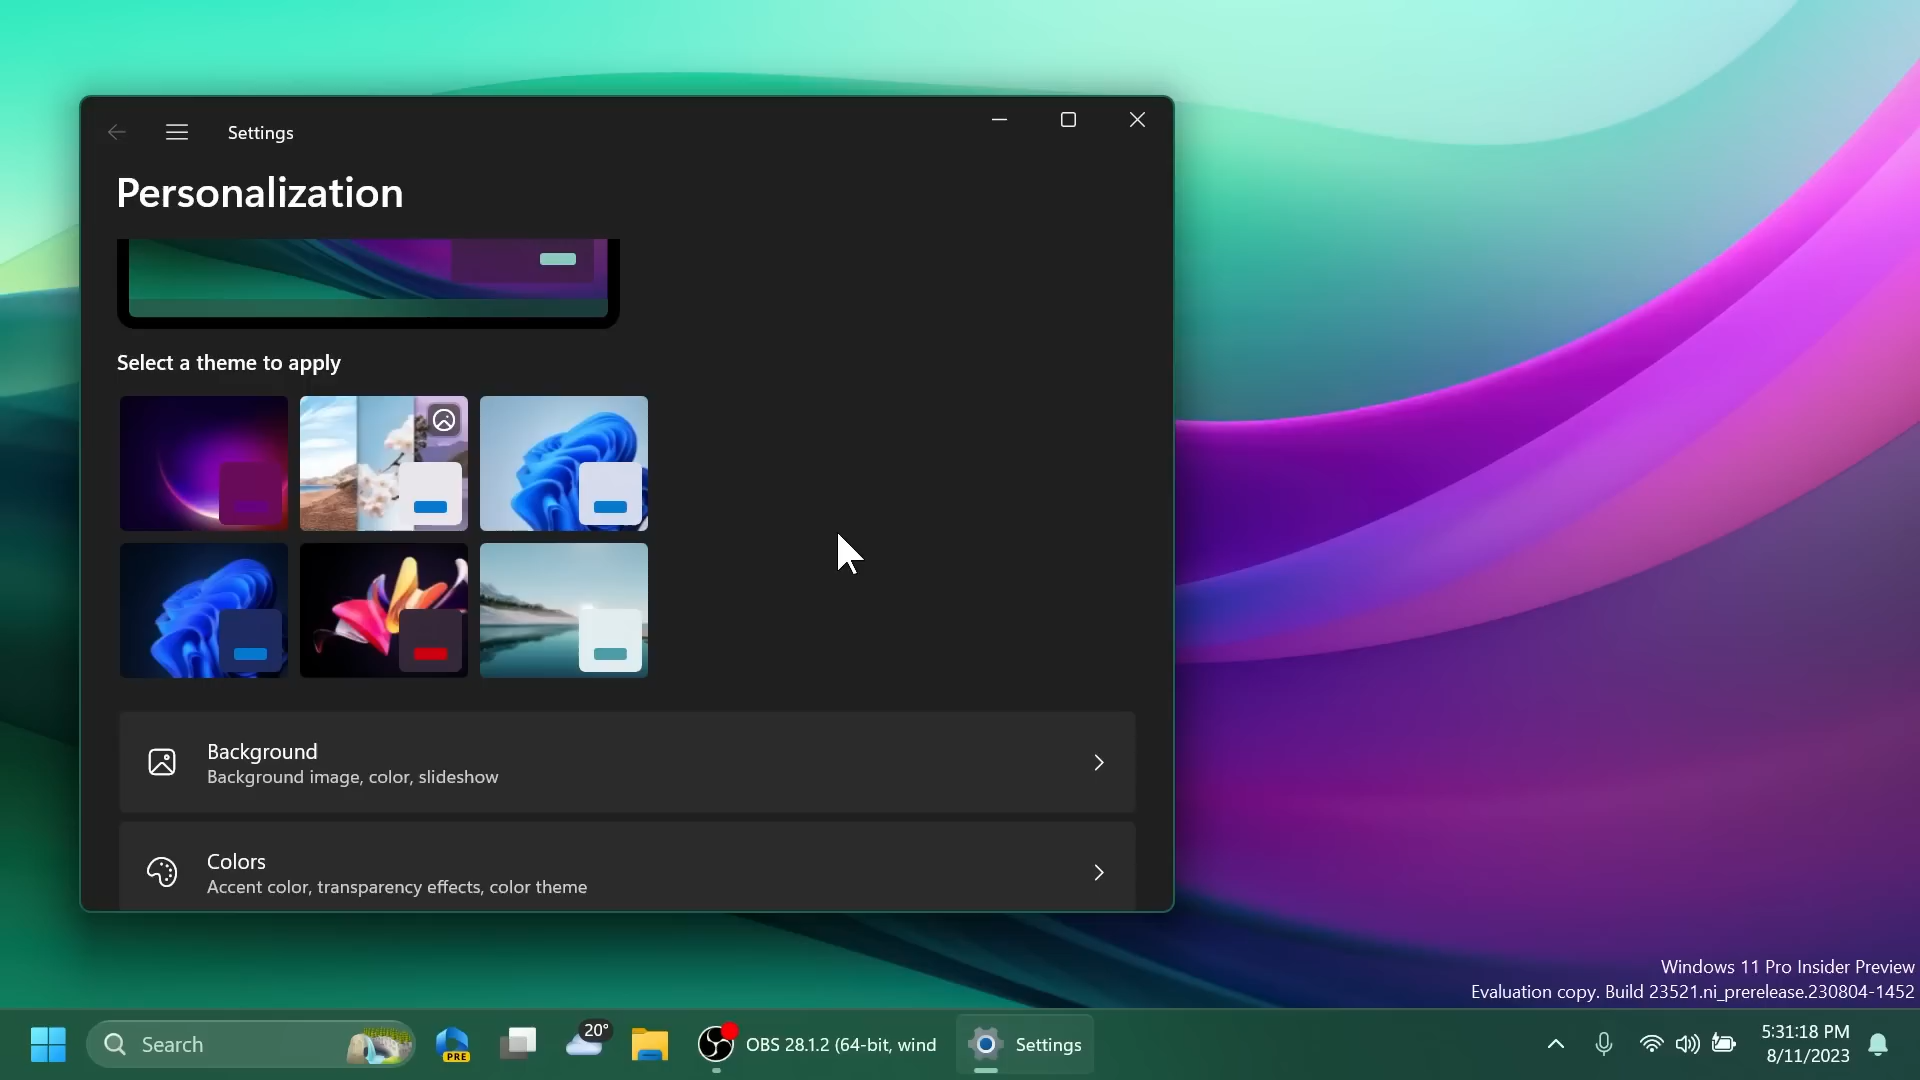 Settings
Personalization
Select a theme to apply
Background
Background image, color, slideshow
Colors
Accent color, transparency effects, color theme
Windows 11 Pro Insider Preview
Evaluation copy. Build 23521.ni_prerelease.230804-1452
Search
PRE
20°
OBS 28.1.2 (64-bit, wind
Settings
5:31:18 PM
8/11/2023